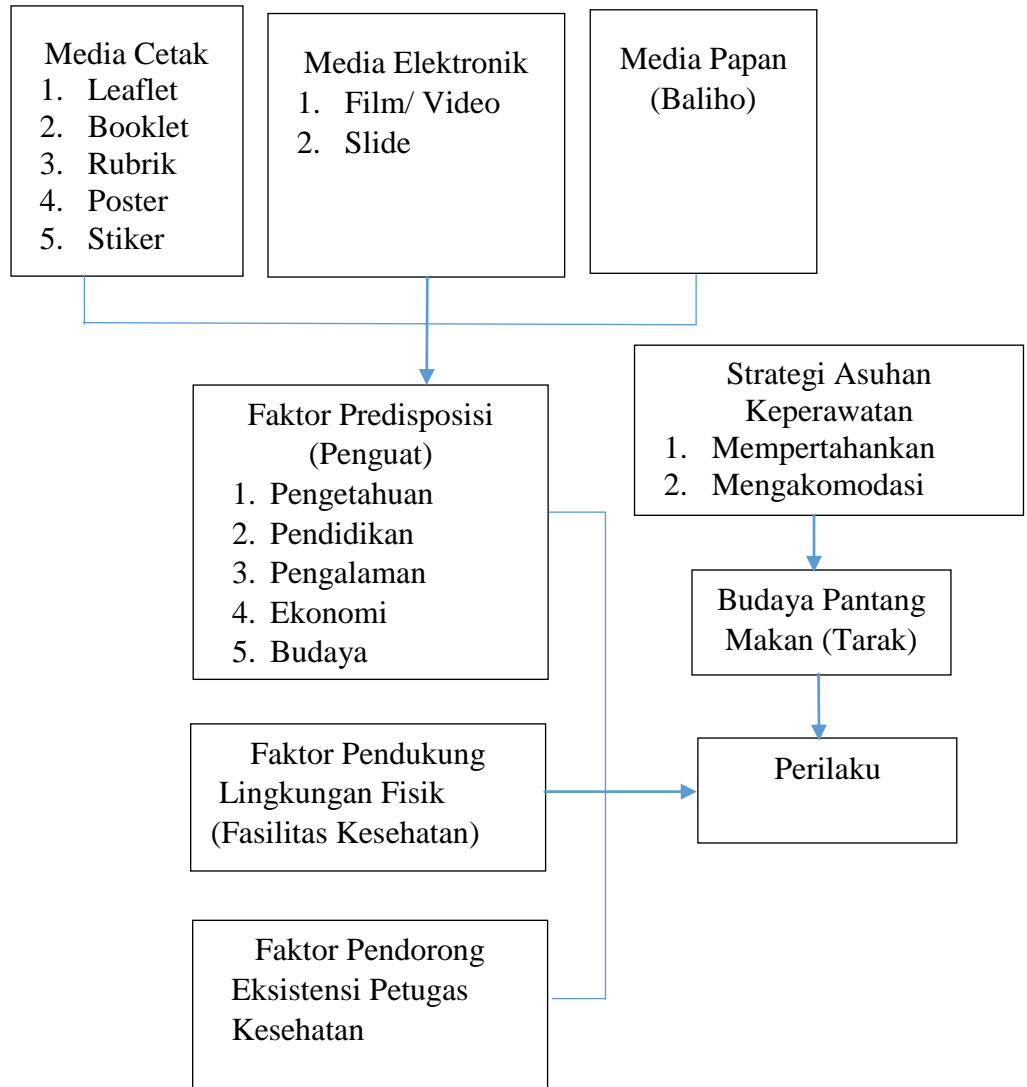 Media Cetak
1. Leaflet
2. Booklet
3. Rubrik
4. Poster
5. Stiker
Media Elektronik
1. Film/ Video
2. Slide
Media Papan
(Baliho)
Faktor Predisposisi
(Penguat)
1. Pengetahuan
2. Pendidikan
3. Pengalaman
4. Ekonomi
5. Budaya
Strategi Asuhan
Keperawatan
1. Mempertahankan
2. Mengakomodasi
Budaya Pantang
Makan (Tarak)
Faktor Pendukung
Lingkungan Fisik
(Fasilitas Kesehatan)
Perilaku
Faktor Pendorong
Eksistensi Petugas
Kesehatan